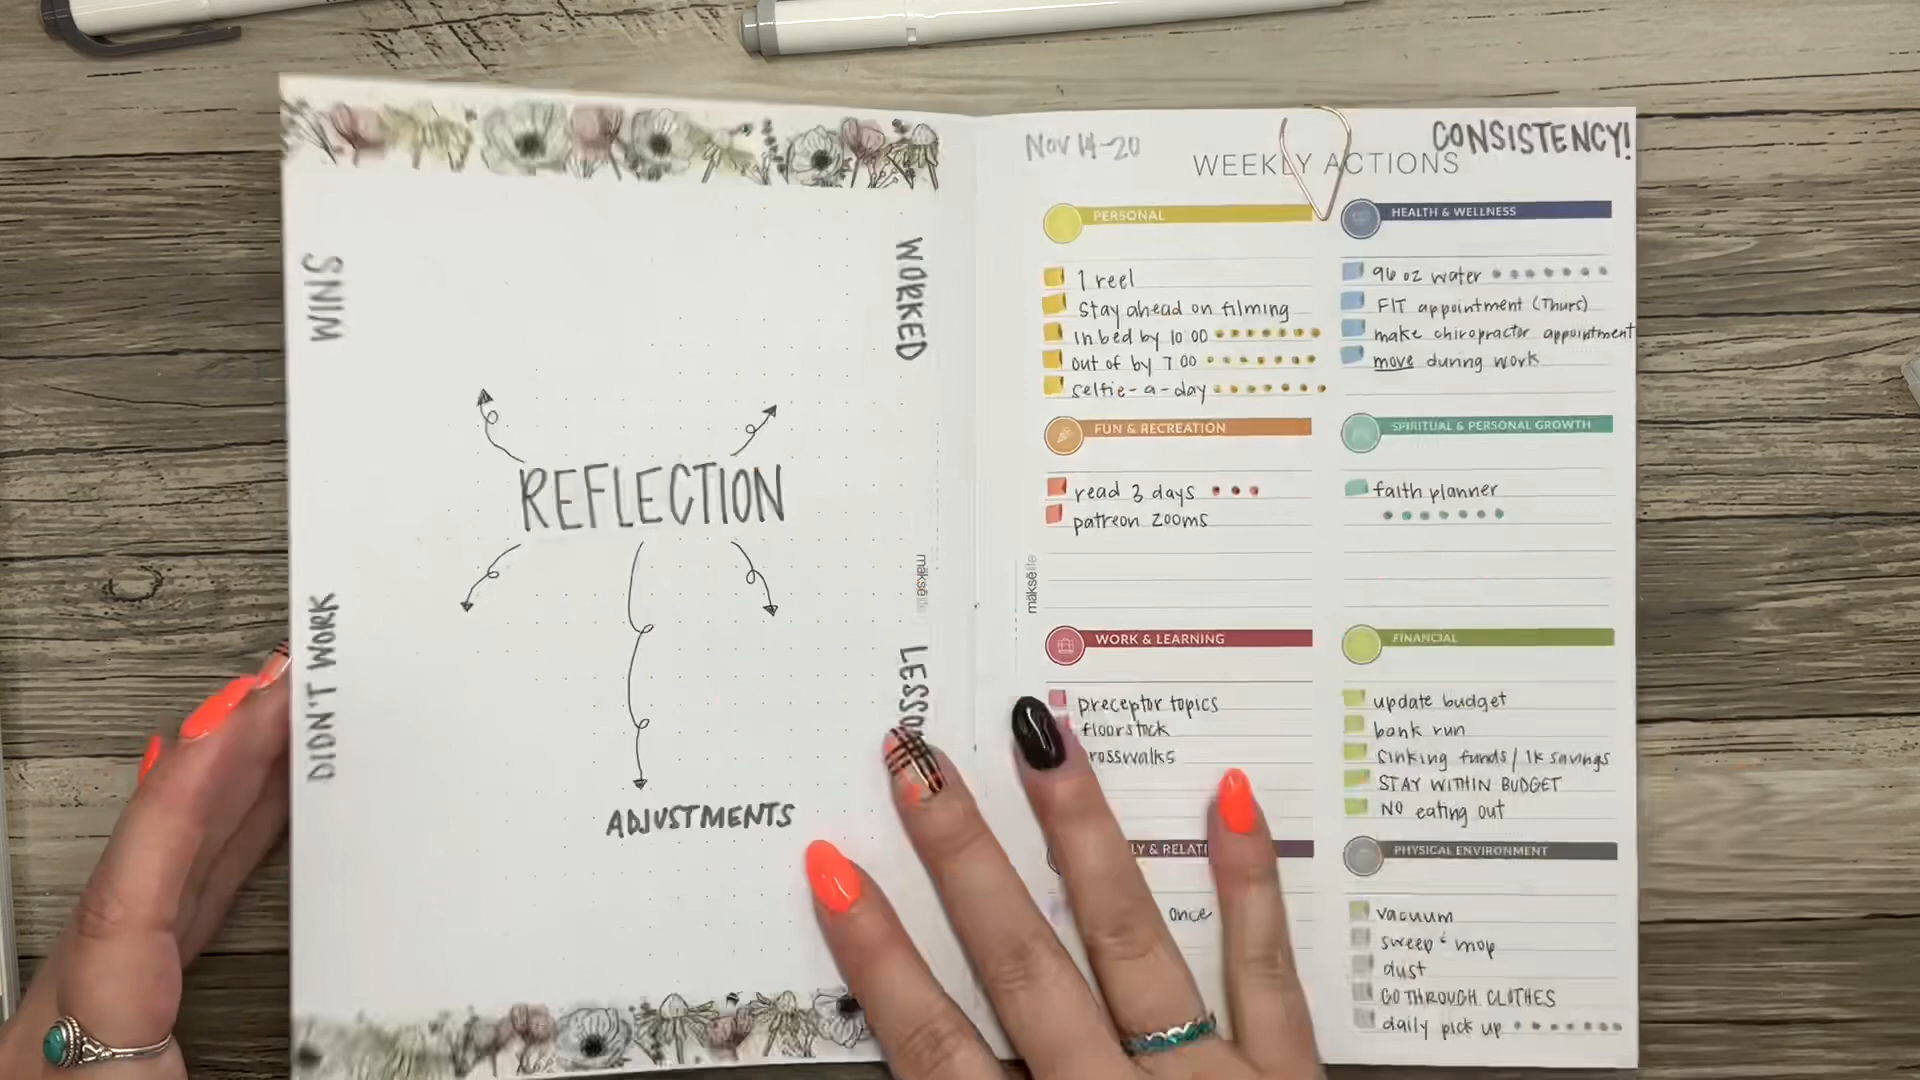 WINS
WORKED
REFLECTION
DIDN'T WORK
ADJUSTMENTS
mäksēlife
Nov 14-20
CONSISTENCY!
WEEKLY ACTIONS
PERSONAL
1 reel
Stay ahead on filming
In bed by 10 00
out of by 7 00
selfie-a-day
HEALTH & WELLNESS
96 oz water
FIT appointment (Thurs)
make chiropractor appointment
move during work
FUN & RECREATION
read 3 days
patreon zooms
SPIRITUAL & PERSONAL GROWTH
faith planner
mäksēlife
WORK & LEARNING
preceptor topics
floorstock
FINANCIAL
update budget
bank run
Sinking funds/ 1K savings
STAY WITHIN BUDGET
NO eating out
once
PHYSICAL ENVIRONMENT
vacuum
sweep & mop
dust
GO THROUGH CLOTHES
daily pick up